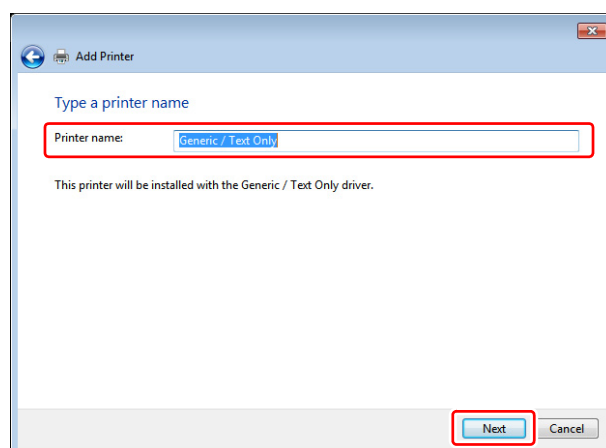 Add Printer
Type a printer name
Printer name: Generic / Text Only
This printer will be installed with the Generic / Text Only driver.
Next Cancel